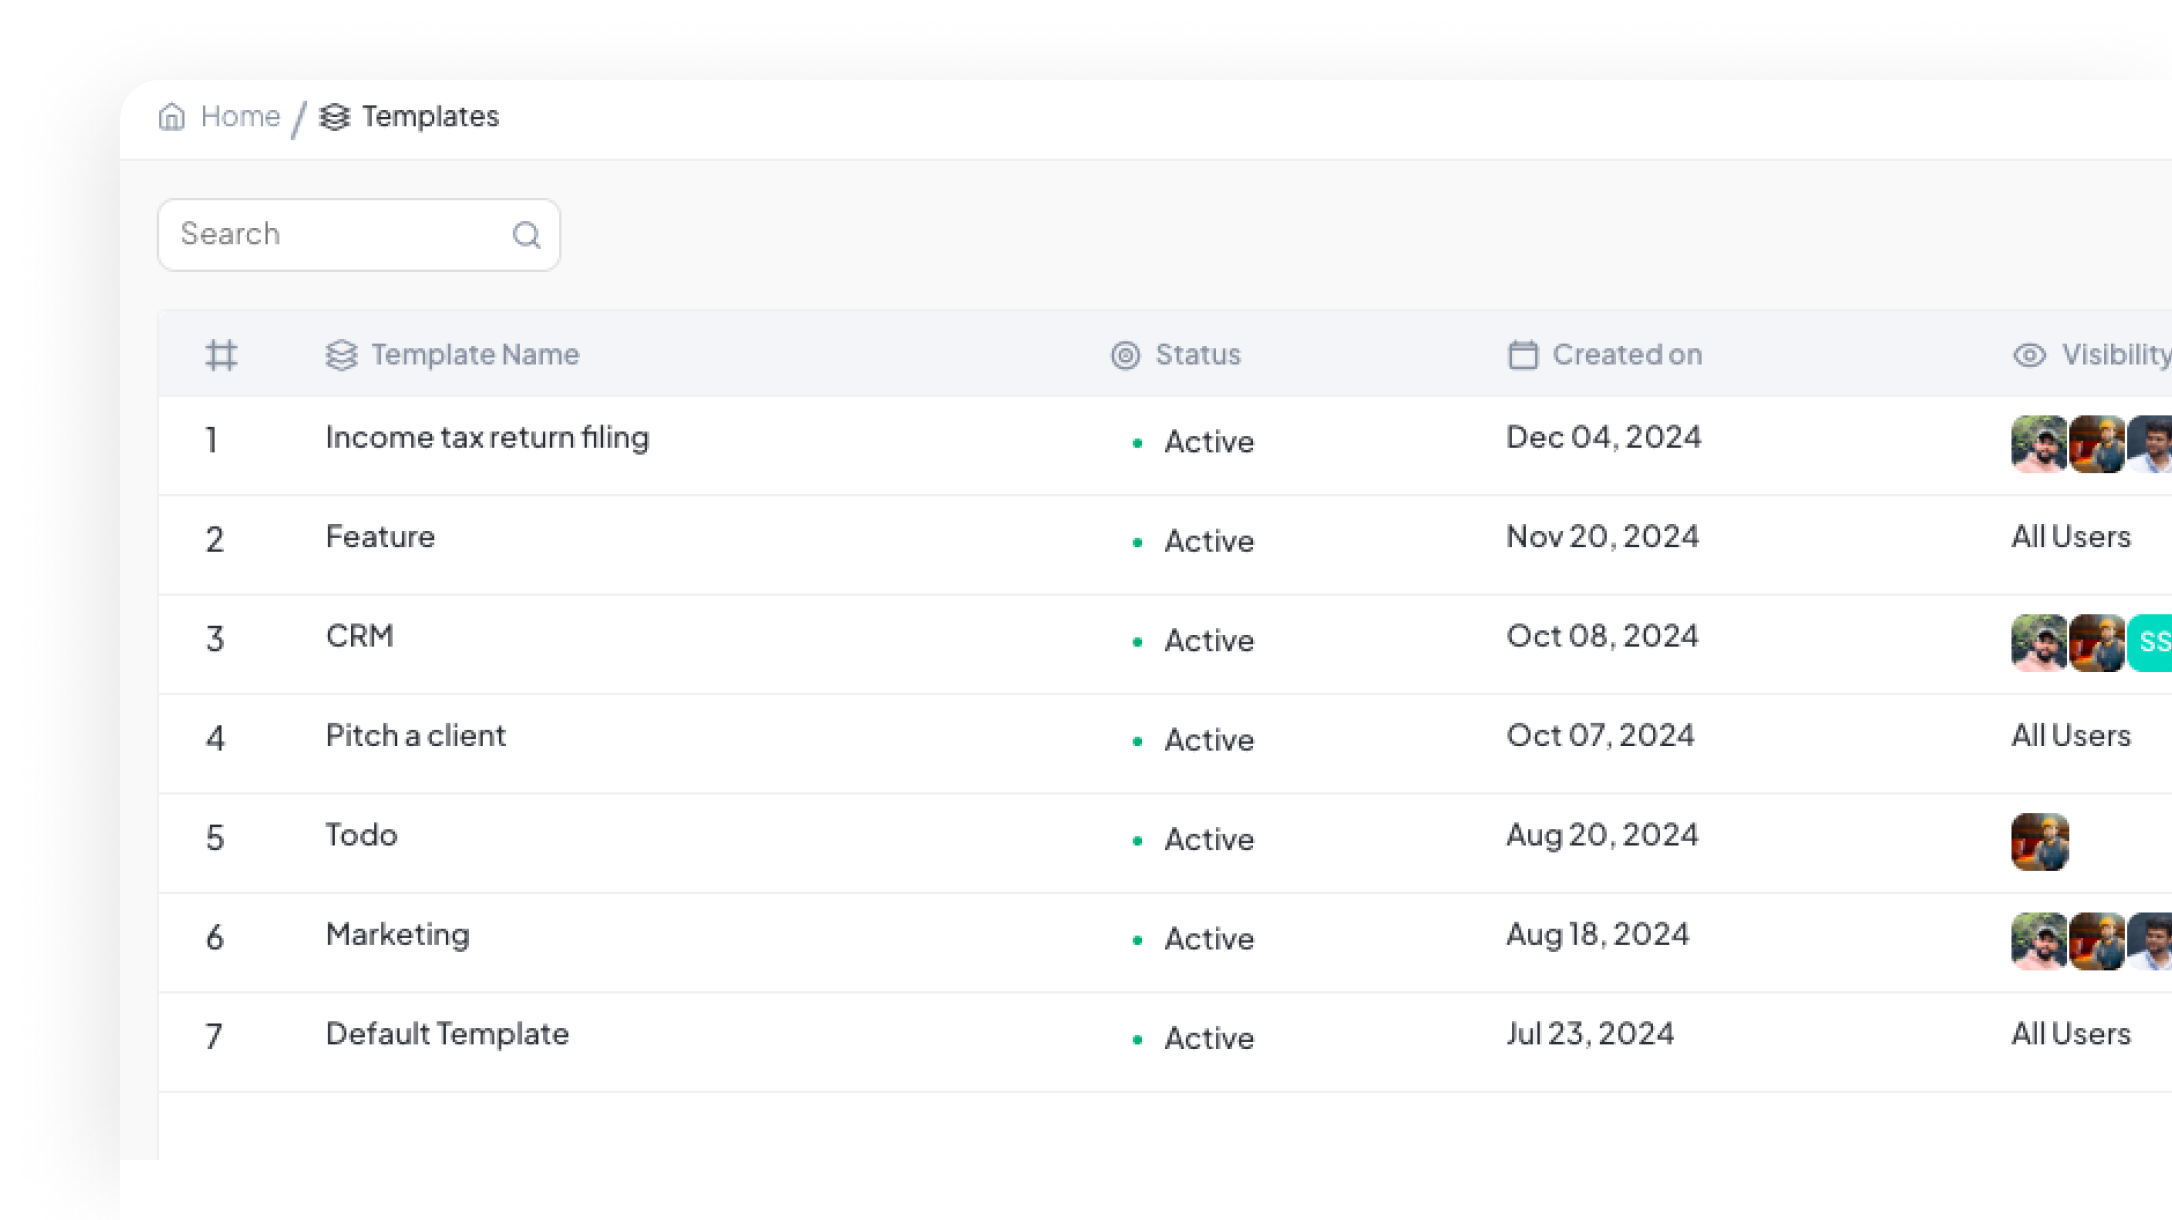 Home / Templates
Search
# Template Name Status Created on Visibility
1 Income tax return filing Active Dec 04, 2024
2 Feature Active Nov 20, 2024 All Users
3 CRM Active Oct 08, 2024 SS
4 Pitch a client Active Oct 07, 2024 All Users
5 Todo Active Aug 20, 2024
6 Marketing Active Aug 18, 2024
7 Default Template Active Jul 23, 2024 All Users